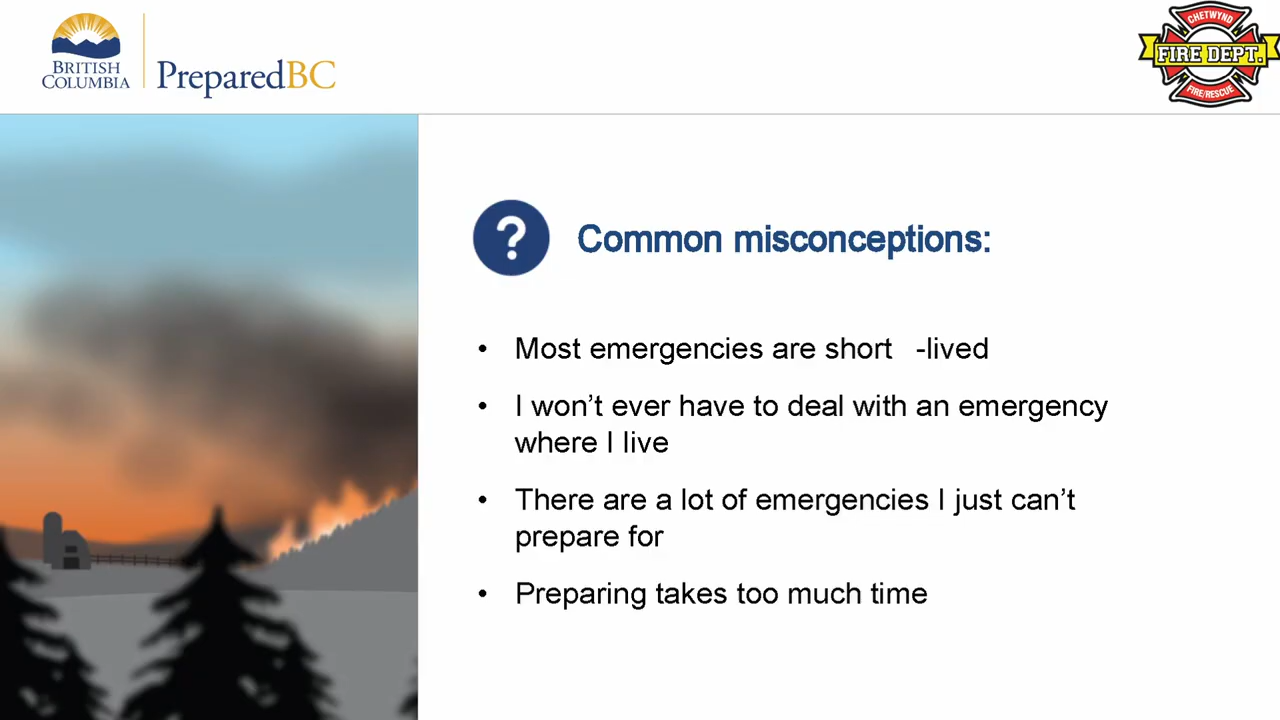 BRITISH
COLUMBIA
PreparedBC
CHETWYND
FIRE DEPT.
FIRE/RESCUE
?
Common misconceptions:
• Most emergencies are short -lived
• I won’t ever have to deal with an emergency
where I live
• There are a lot of emergencies I just can’t
prepare for
• Preparing takes too much time